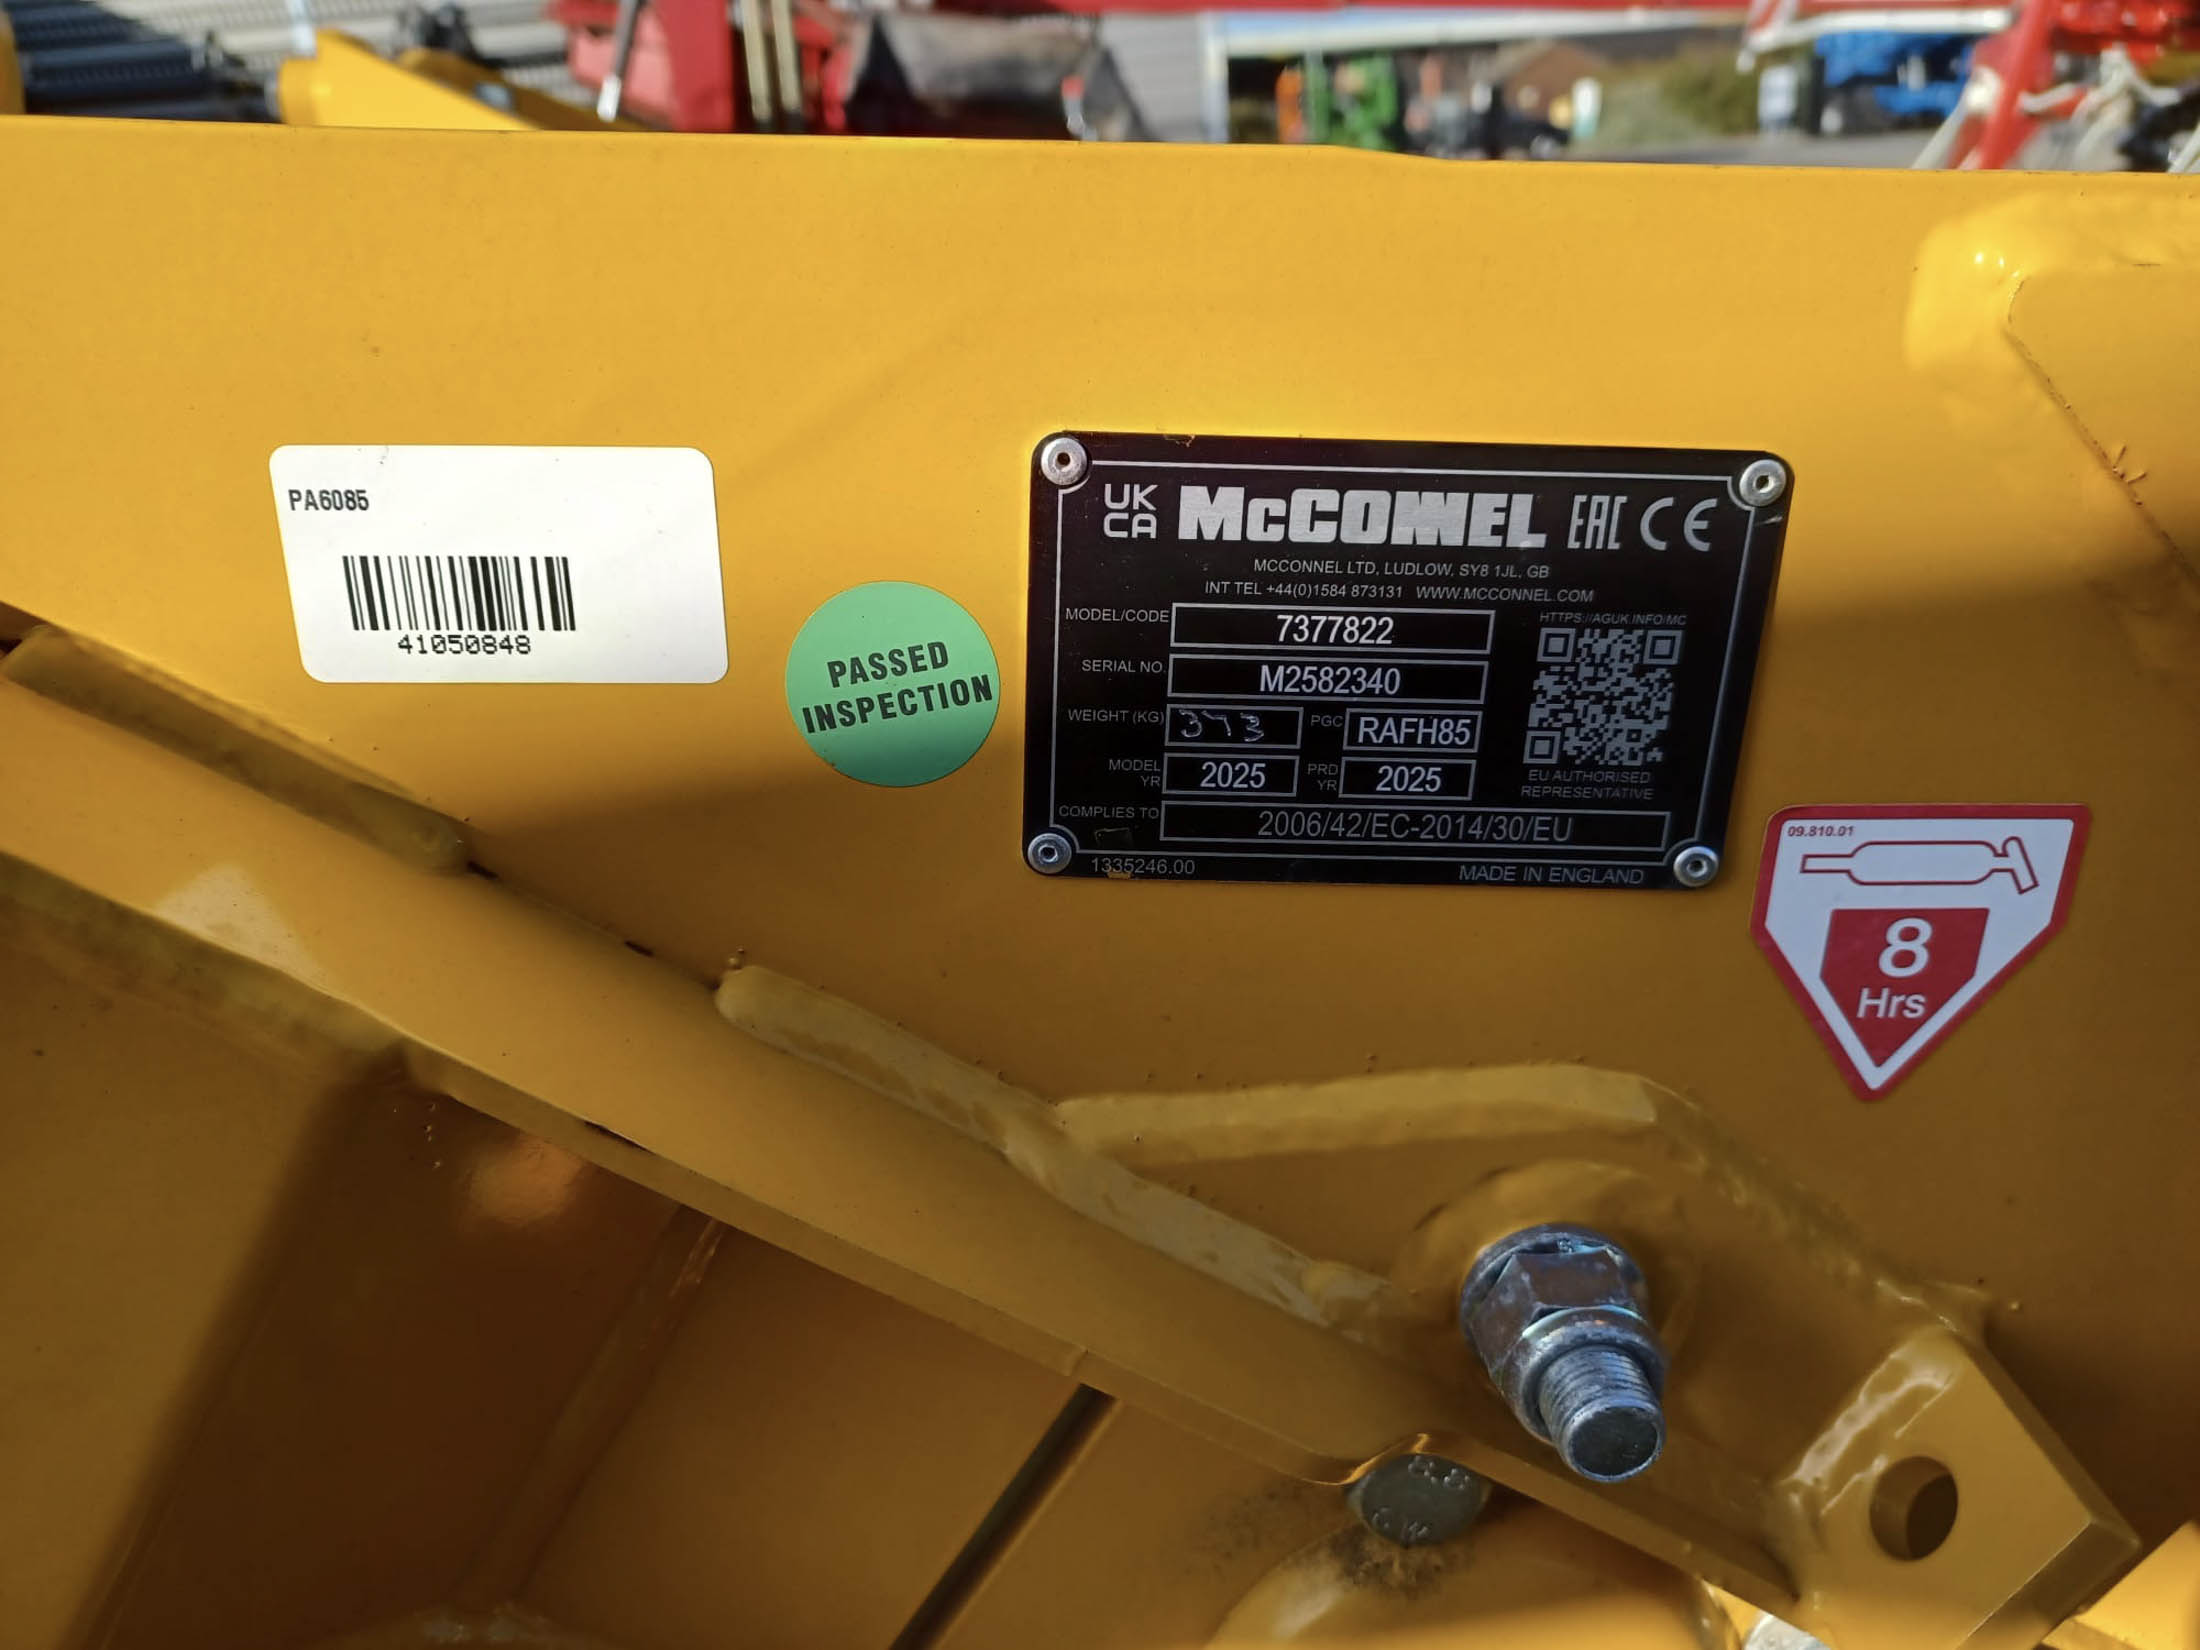 PA6085
41050848
PASSED
INSPECTION
UK
CA
McCONNEL
EAC CE
MCCONNEL LTD, LUDLOW, SY8 1JL. GB
INT TEL +44(0)1584 873131 WWW.MCCONNEL.COM
MODEL/CODE 7377822
SERIAL NO. M2582340
WEIGHT (KG) 373 PGC RAFH85
MODEL YR 2025 PRD YR 2025
COMPLIES TO 2006/42/EC-2014/30/EU
1335246.00 MADE IN ENGLAND
HTTPS://AGUK.INFO/MC
EU AUTHORISED
REPRESENTATIVE
09.810.01
8
Hrs
8.8